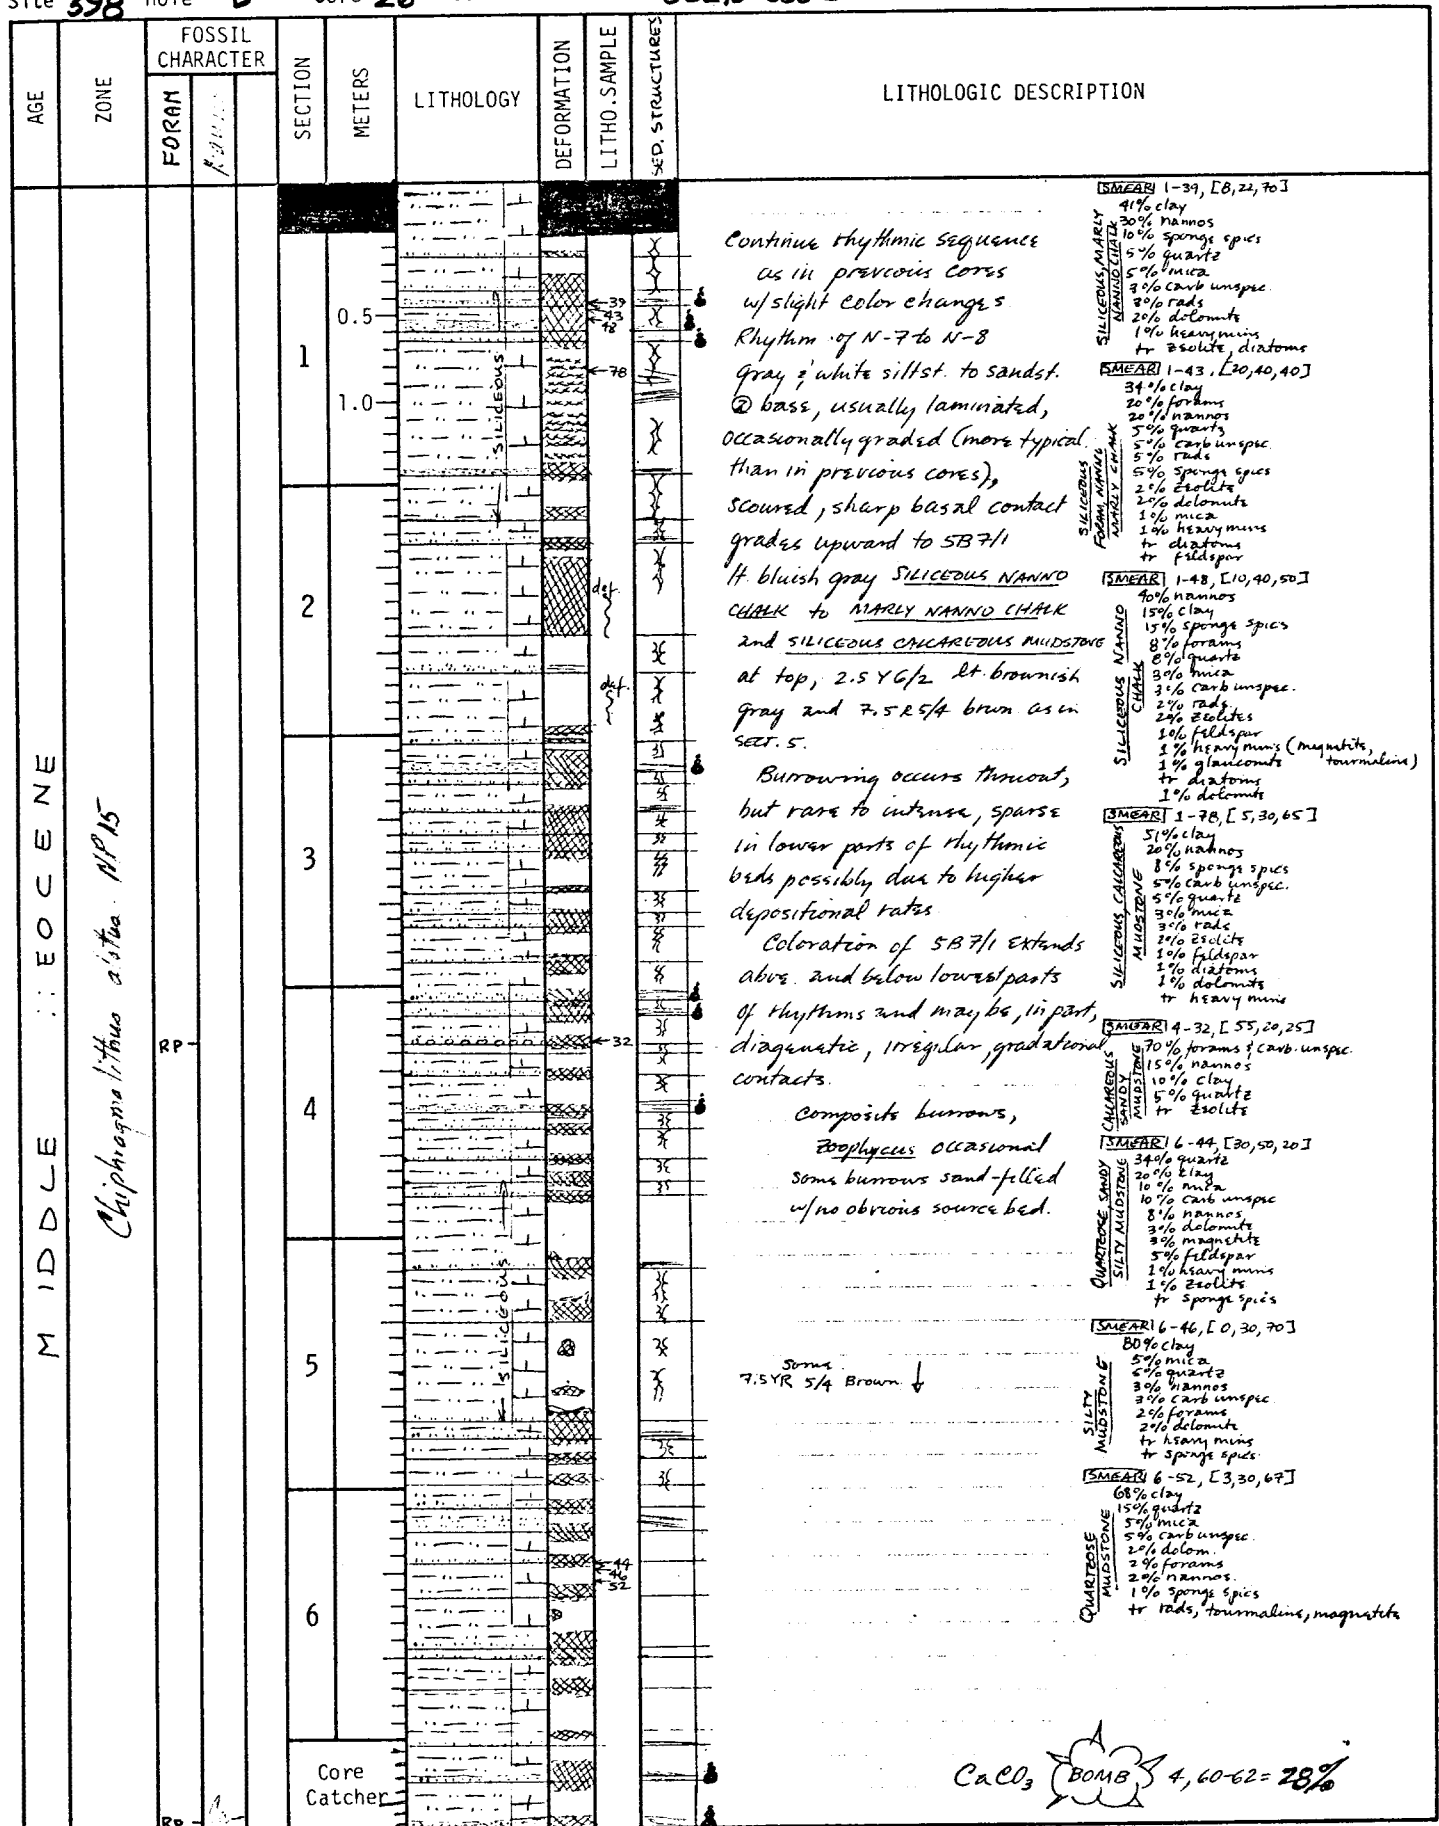 Site 398 Hole D Core 20
AGE
ZONE
FOSSIL
CHARACTER
FORAM
SECTION
METERS
LITHOLOGY
DEFORMATION
LITHO.SAMPLE
SED. STRUCTURES
LITHOLOGIC DESCRIPTION
MIDDLE EOCENE
NP15
RP
RP
1
0.5
1.0
2
3
4
5
6
Core
Catcher
SILICEOUS
SILICEOUS
39
43
48
78
def.
def.
32
44
46
52
Continue rhythmic sequence
as in previous cores
w/ slight color changes
Rhythm of N-7 to N-8
gray & white siltst. to sandst.
@ base, usually laminated,
occasionally graded (more typical
than in previous cores),
scoured, sharp basal contact
grades upward to 5B7/1
lt. bluish gray SILICEOUS NANNO
CHALK to MARLY NANNO CHALK
and SILICEOUS CALCAREOUS MUDSTONE
at top, 2.5Y6/2 lt. brownish
gray and 7.5R5/4 brown as in
SECT. 5.
Burrowing occurs thruout,
but rare to intense, sparse
in lower parts of rhythmic
beds possibly due to higher
depositional rates
Coloration of 5B7/1 extends
above and below lowest parts
of rhythms and may be, in part,
diagenetic, irregular, gradational
contacts.
Composite burrows,
Zoophycus occasional
some burrows sand-filled
w/no obvious source bed.
Some
7.5YR 5/4 Brown ↓
SMEAR 1-39, [8,22,70]
SILICEOUS, MARLY
NANNO CHALK
41% clay
30% nannos
10% sponge spics
5% quartz
5% mica
3% carb unspec.
3% rads
2% dolomite
1% heavy mins
tr zeolite, diatoms
SMEAR 1-43, [20,40,40]
SILICEOUS
FORAM, NANNO
MARLY CHALK
34% clay
20% forams
20% nannos
5% quartz
5% carb unspec.
5% rads
5% sponge spics
2% zeolite
2% dolomite
1% mica
1% heavy mins
tr diatoms
tr feldspar
SMEAR 1-48, [10,40,50]
SILICEOUS NANNO
CHALK
40% nannos
15% clay
15% sponge spics
8% forams
8% quartz
3% mica
3% carb unspec.
2% rads
2% zeolites
1% feldspar
1% heavy mins (magnetite,
tourmaline)
1% glauconite
tr diatoms
1% dolomite
SMEAR 1-78, [5,30,65]
SILICEOUS, CALCAREOUS
MUDSTONE
51% clay
20% nannos
8% sponge spics
5% carb unspec.
5% quartz
3% mica
3% rads
2% zeolite
1% feldspar
1% diatoms
1% dolomite
tr heavy mins
SMEAR 4-32, [55,20,25]
CALCAREOUS
SANDY
MUDSTONE
70% forams & carb. unspec.
15% nannos
10% clay
5% quartz
tr zeolite
SMEAR 6-44, [30,50,20]
QUARTZOSE SANDY
SILTY MUDSTONE
34% quartz
20% clay
10% mica
10% carb unspec
8% nannos
3% dolomite
3% magnetite
5% feldspar
1% heavy mins
1% zeolite
tr sponge spics
SMEAR 6-46, [0,30,70]
SILTY
MUDSTONE
80% clay
5% mica
5% quartz
3% nannos
3% carb unspec
2% forams
2% dolomite
tr heavy mins
tr sponge spics
SMEAR 6-52, [3,30,67]
QUARTZOSE
MUDSTONE
68% clay
15% quartz
5% mica
5% carb unspec.
2% dolom.
2% forams
2% nannos.
1% sponge spics
tr rads, tourmaline, magnetite
CaCO₃ BOMB 4,60-62= 28%